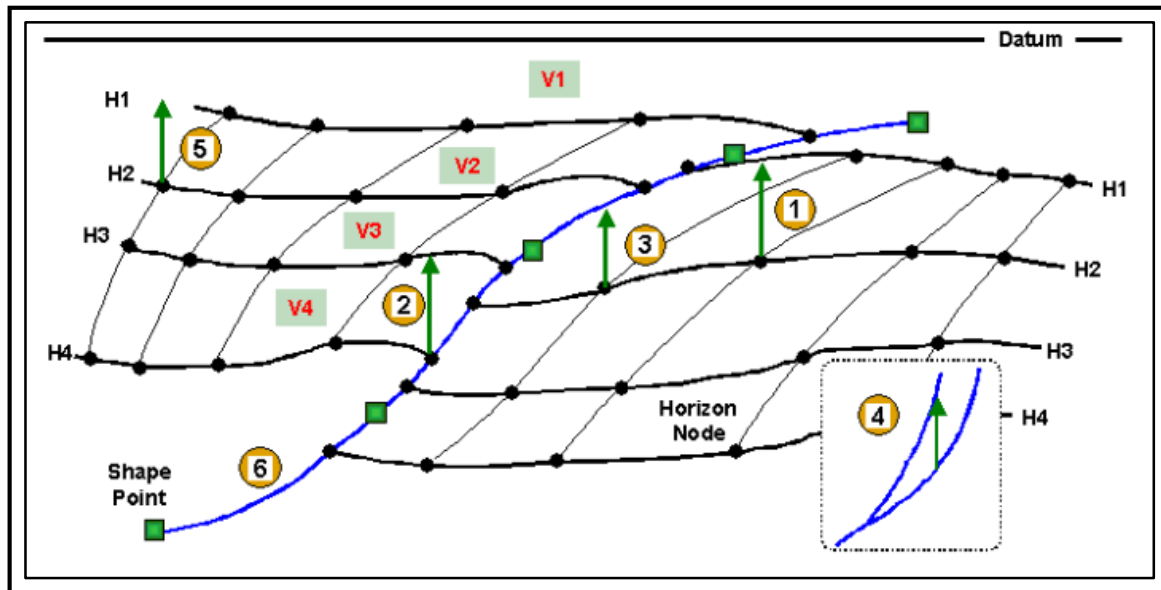 Datum
V1
H1
5
V2
H2
1
H1
V3
3
H3
H2
V4
2
H4
H3
4
H4
Horizon
Node
Shape
Point
6